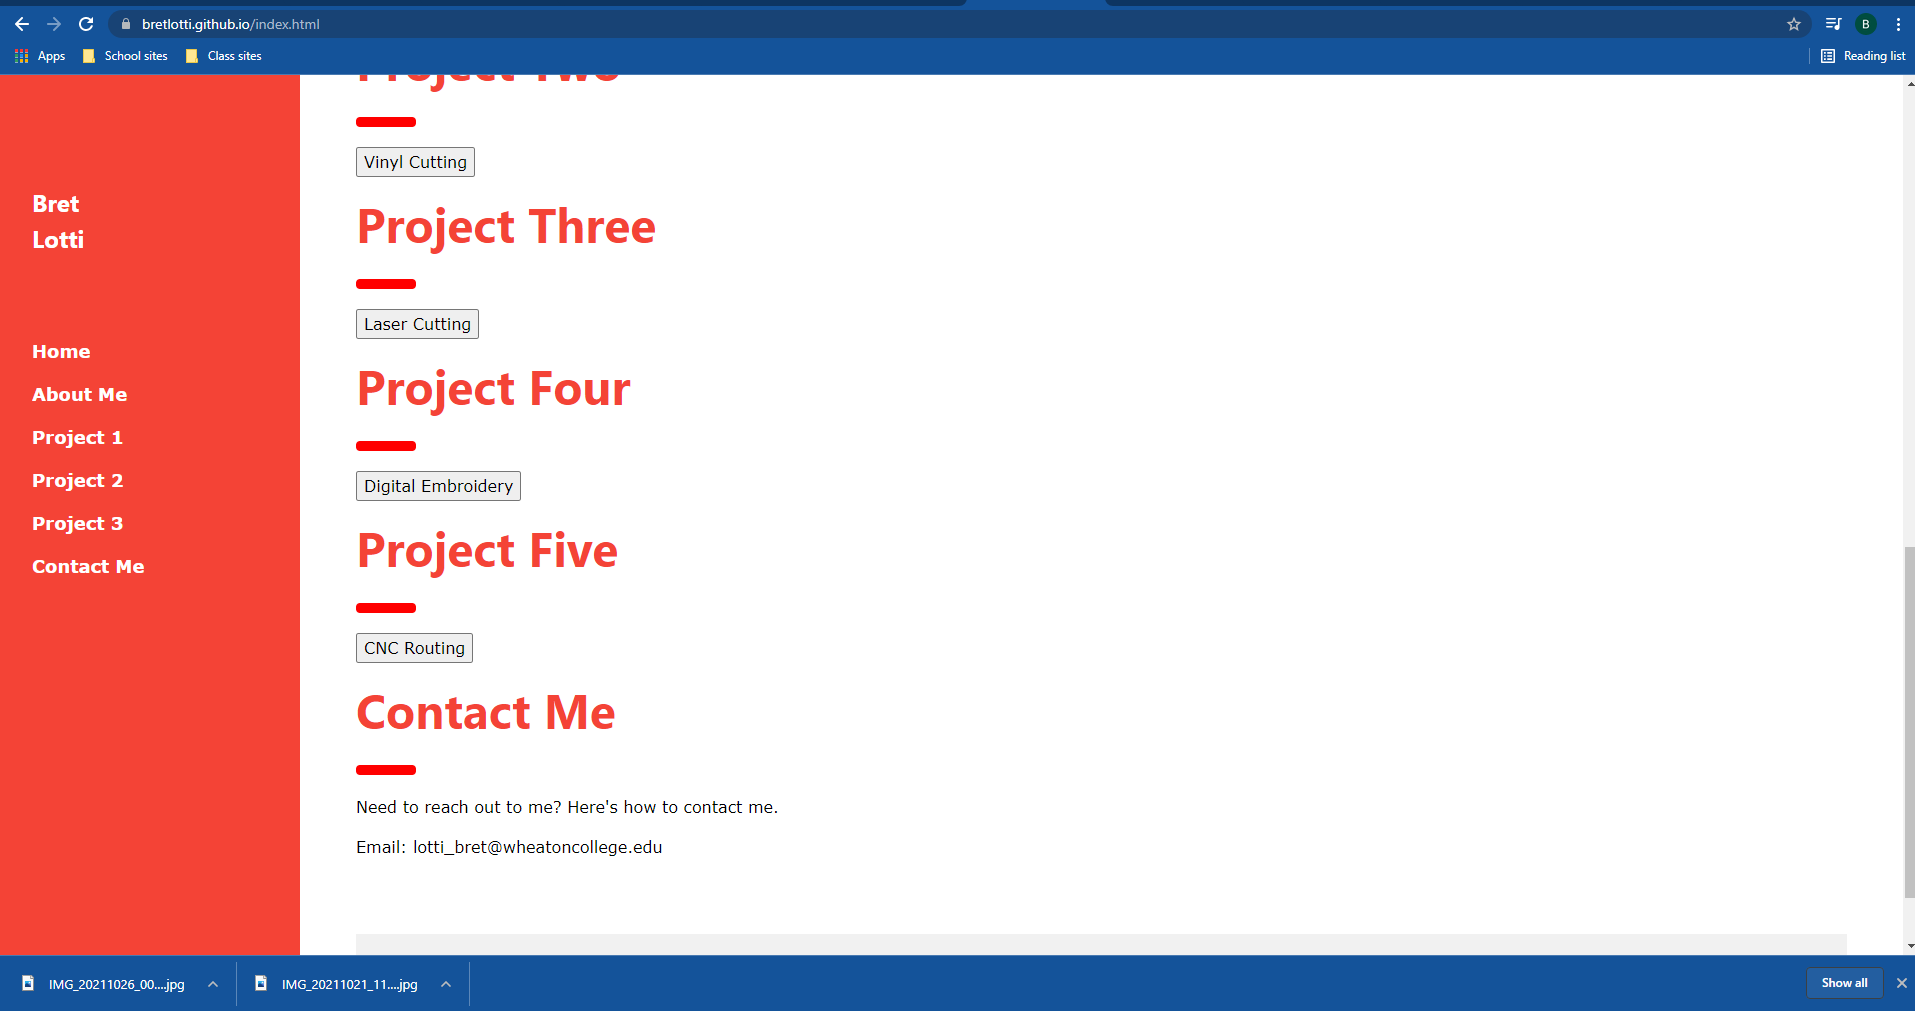 bretlotti.github.io/index.html
B
Apps
School sites
Class sites
Reading list
Bret
Lotti
Home
About Me
Project 1
Project 2
Project 3
Contact Me
Project Two
Vinyl Cutting
Project Three
Laser Cutting
Project Four
Digital Embroidery
Project Five
CNC Routing
Contact Me
Need to reach out to me? Here's how to contact me.
Email: lotti_bret@wheatoncollege.edu
IMG_20211026_00....jpg
IMG_20211021_11....jpg
Show all